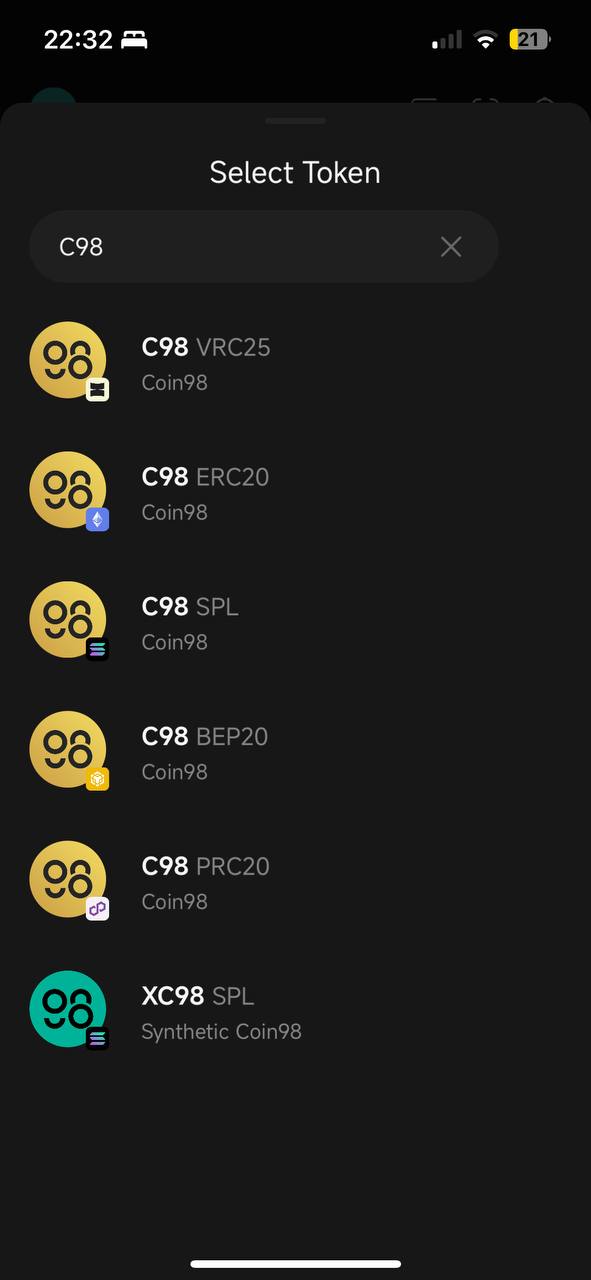 22:32
21
Select Token
C98
C98 VRC25
Coin98
C98 ERC20
Coin98
C98 SPL
Coin98
C98 BEP20
Coin98
C98 PRC20
Coin98
XC98 SPL
Synthetic Coin98